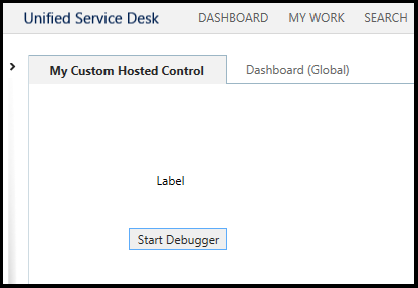 Unified Service Desk DASHBOARD MY WORK SEARCH
My Custom Hosted Control Dashboard (Global)
Label
Start Debugger